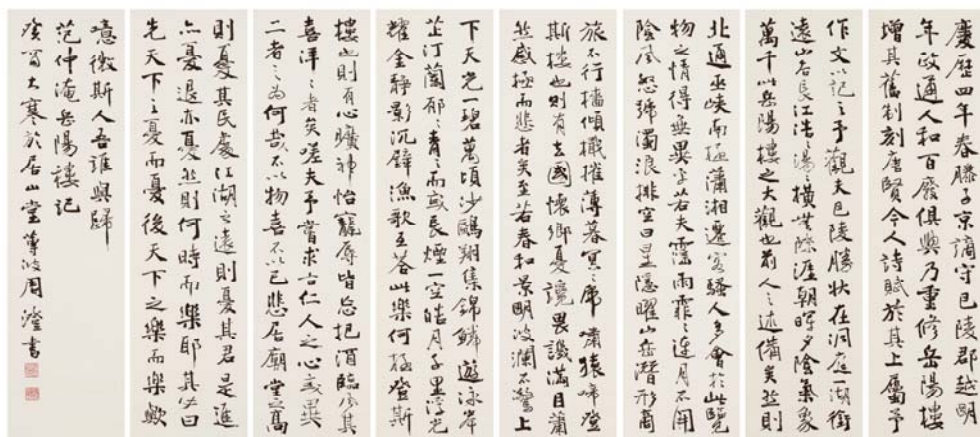 慶歷四年春滕子京謫守巴陵郡越明
年政通人和百廢俱興乃重修岳陽樓
增其舊制刻唐賢今人詩賦於其上屬予
作文以記之予觀夫巴陵勝狀在洞庭一湖銜
遠山吞長江浩々湯々橫無際涯朝暉夕陰氣象
萬千此岳陽樓之大觀也前人之述備矣然則
北通巫峽南極瀟湘遷客騷人多會於此覽
物之情得無異乎若夫霪雨霏々連月不開
陰風怒號濁浪排空日星隱曜山岳潛形商
旅不行檣傾楫摧薄暮冥々虎嘯猿啼登
斯樓也則有去國懷鄉憂讒畏譏滿目蕭
然感極而悲者矣至若春和景明波瀾不驚上
下天光一碧萬頃沙鷗翔集錦鱗遊泳岸
芷汀蘭郁々青々而或長煙一空皓月千里浮光
耀金靜影沉璧漁歌互答此樂何極登斯
樓也則有心曠神怡寵辱皆忘把酒臨風其
喜洋々者矣嗟夫予嘗求古仁人之心或異
二者之為何哉不以物喜不以己悲居廟堂之高
則憂其民處江湖之遠則憂其君是進
亦憂退亦憂然則何時而樂耶其必曰
先天下之憂而憂後天下之樂而樂歟
噫微斯人吾誰與歸
范仲淹岳陽樓記
癸酉大寒於居山堂蓴波周澄書